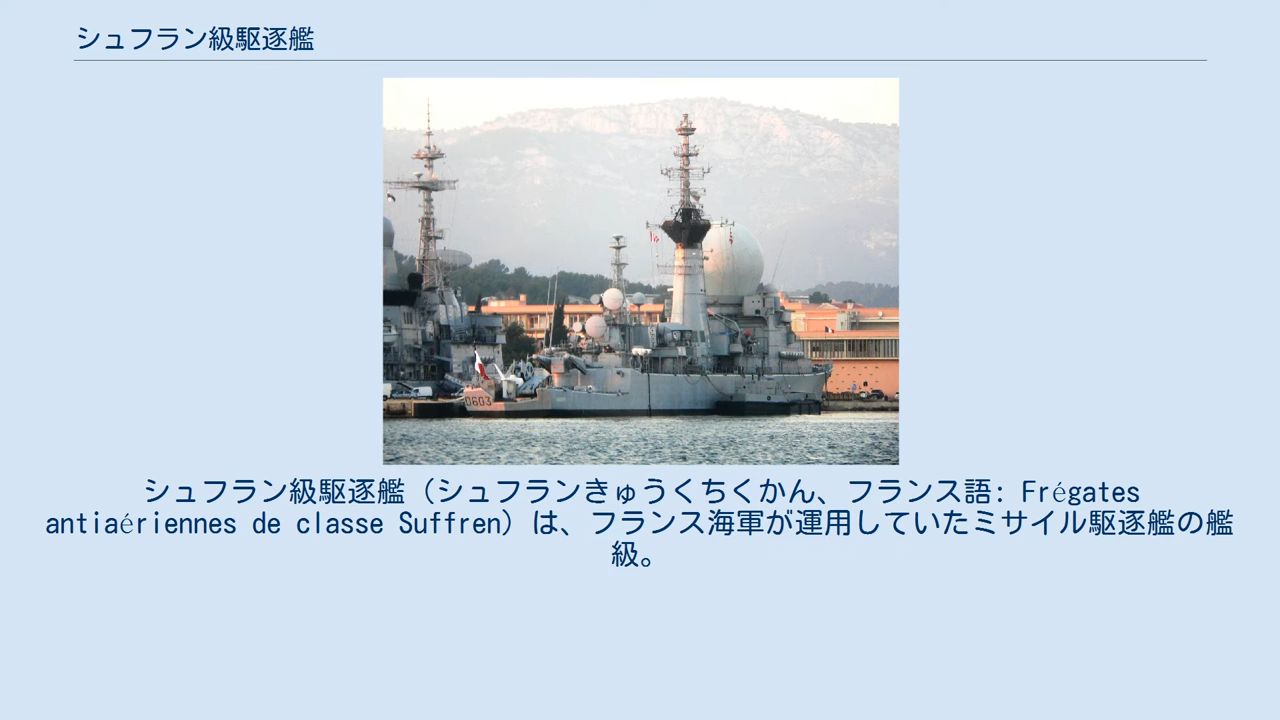 シュフラン級駆逐艦
D603
シュフラン級駆逐艦（シュフランきゅうくちくかん、フランス語: Frégates
antiaériennes de classe Suffren）は、フランス海軍が運用していたミサイル駆逐艦の艦
級。